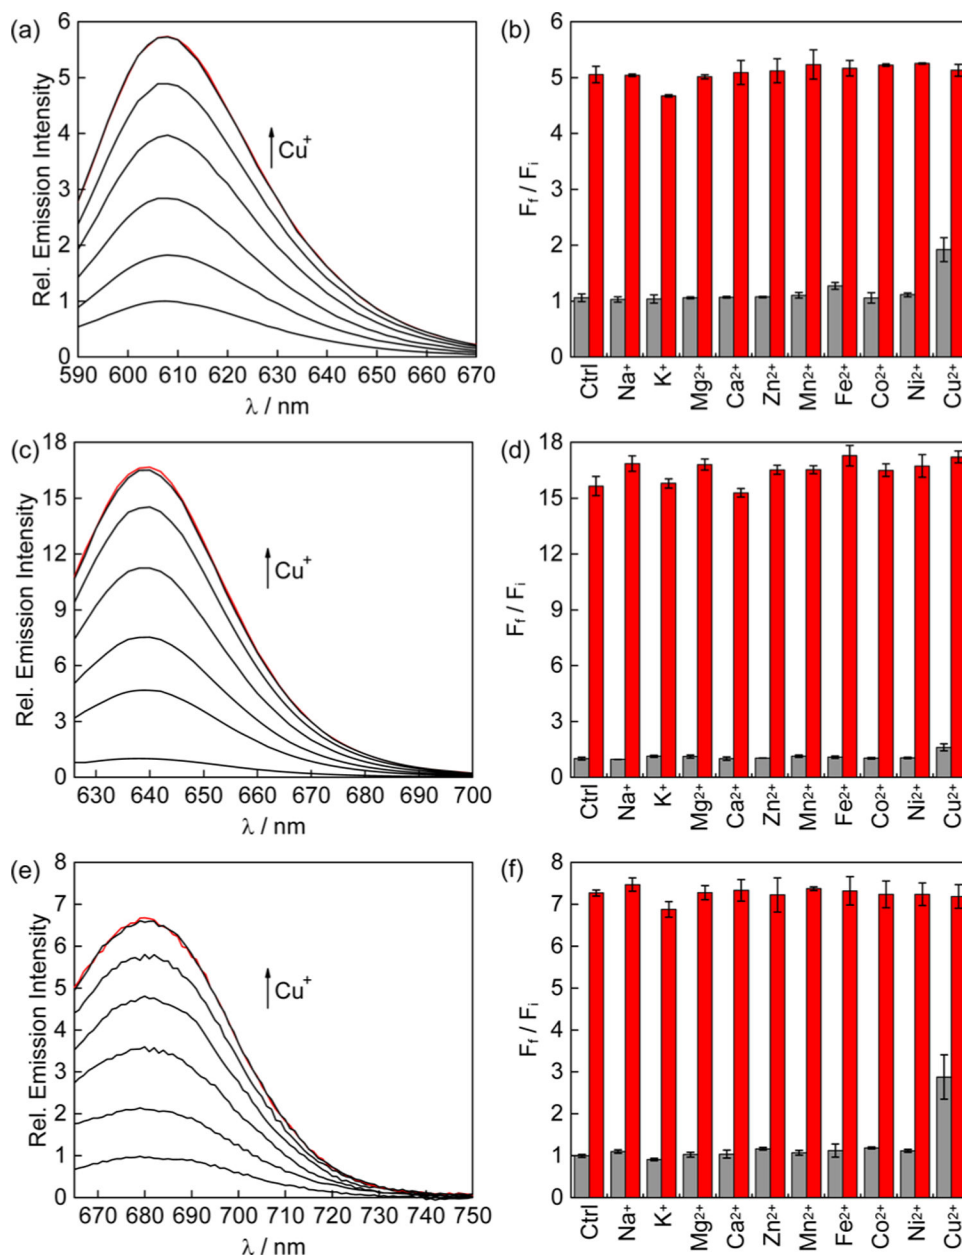 (a)
6
5
4
3
2
1
0
Rel. Emission Intensity
Cu⁺
590 600 610 620 630 640 650 660 670
λ / nm
(b)
6
5
4
3
2
1
0
F_f / F_i
Ctrl Na⁺ K⁺ Mg²⁺ Ca²⁺ Zn²⁺ Mn²⁺ Fe²⁺ Co²⁺ Ni²⁺ Cu²⁺
(c)
18
15
12
9
6
3
0
Rel. Emission Intensity
Cu⁺
630 640 650 660 670 680 690 700
λ / nm
(d)
18
15
12
9
6
3
0
F_f / F_i
Ctrl Na⁺ K⁺ Mg²⁺ Ca²⁺ Zn²⁺ Mn²⁺ Fe²⁺ Co²⁺ Ni²⁺ Cu²⁺
(e)
8
7
6
5
4
3
2
1
0
Rel. Emission Intensity
Cu⁺
670 680 690 700 710 720 730 740 750
λ / nm
(f)
8
7
6
5
4
3
2
1
0
F_f / F_i
Ctrl Na⁺ K⁺ Mg²⁺ Ca²⁺ Zn²⁺ Mn²⁺ Fe²⁺ Co²⁺ Ni²⁺ Cu²⁺